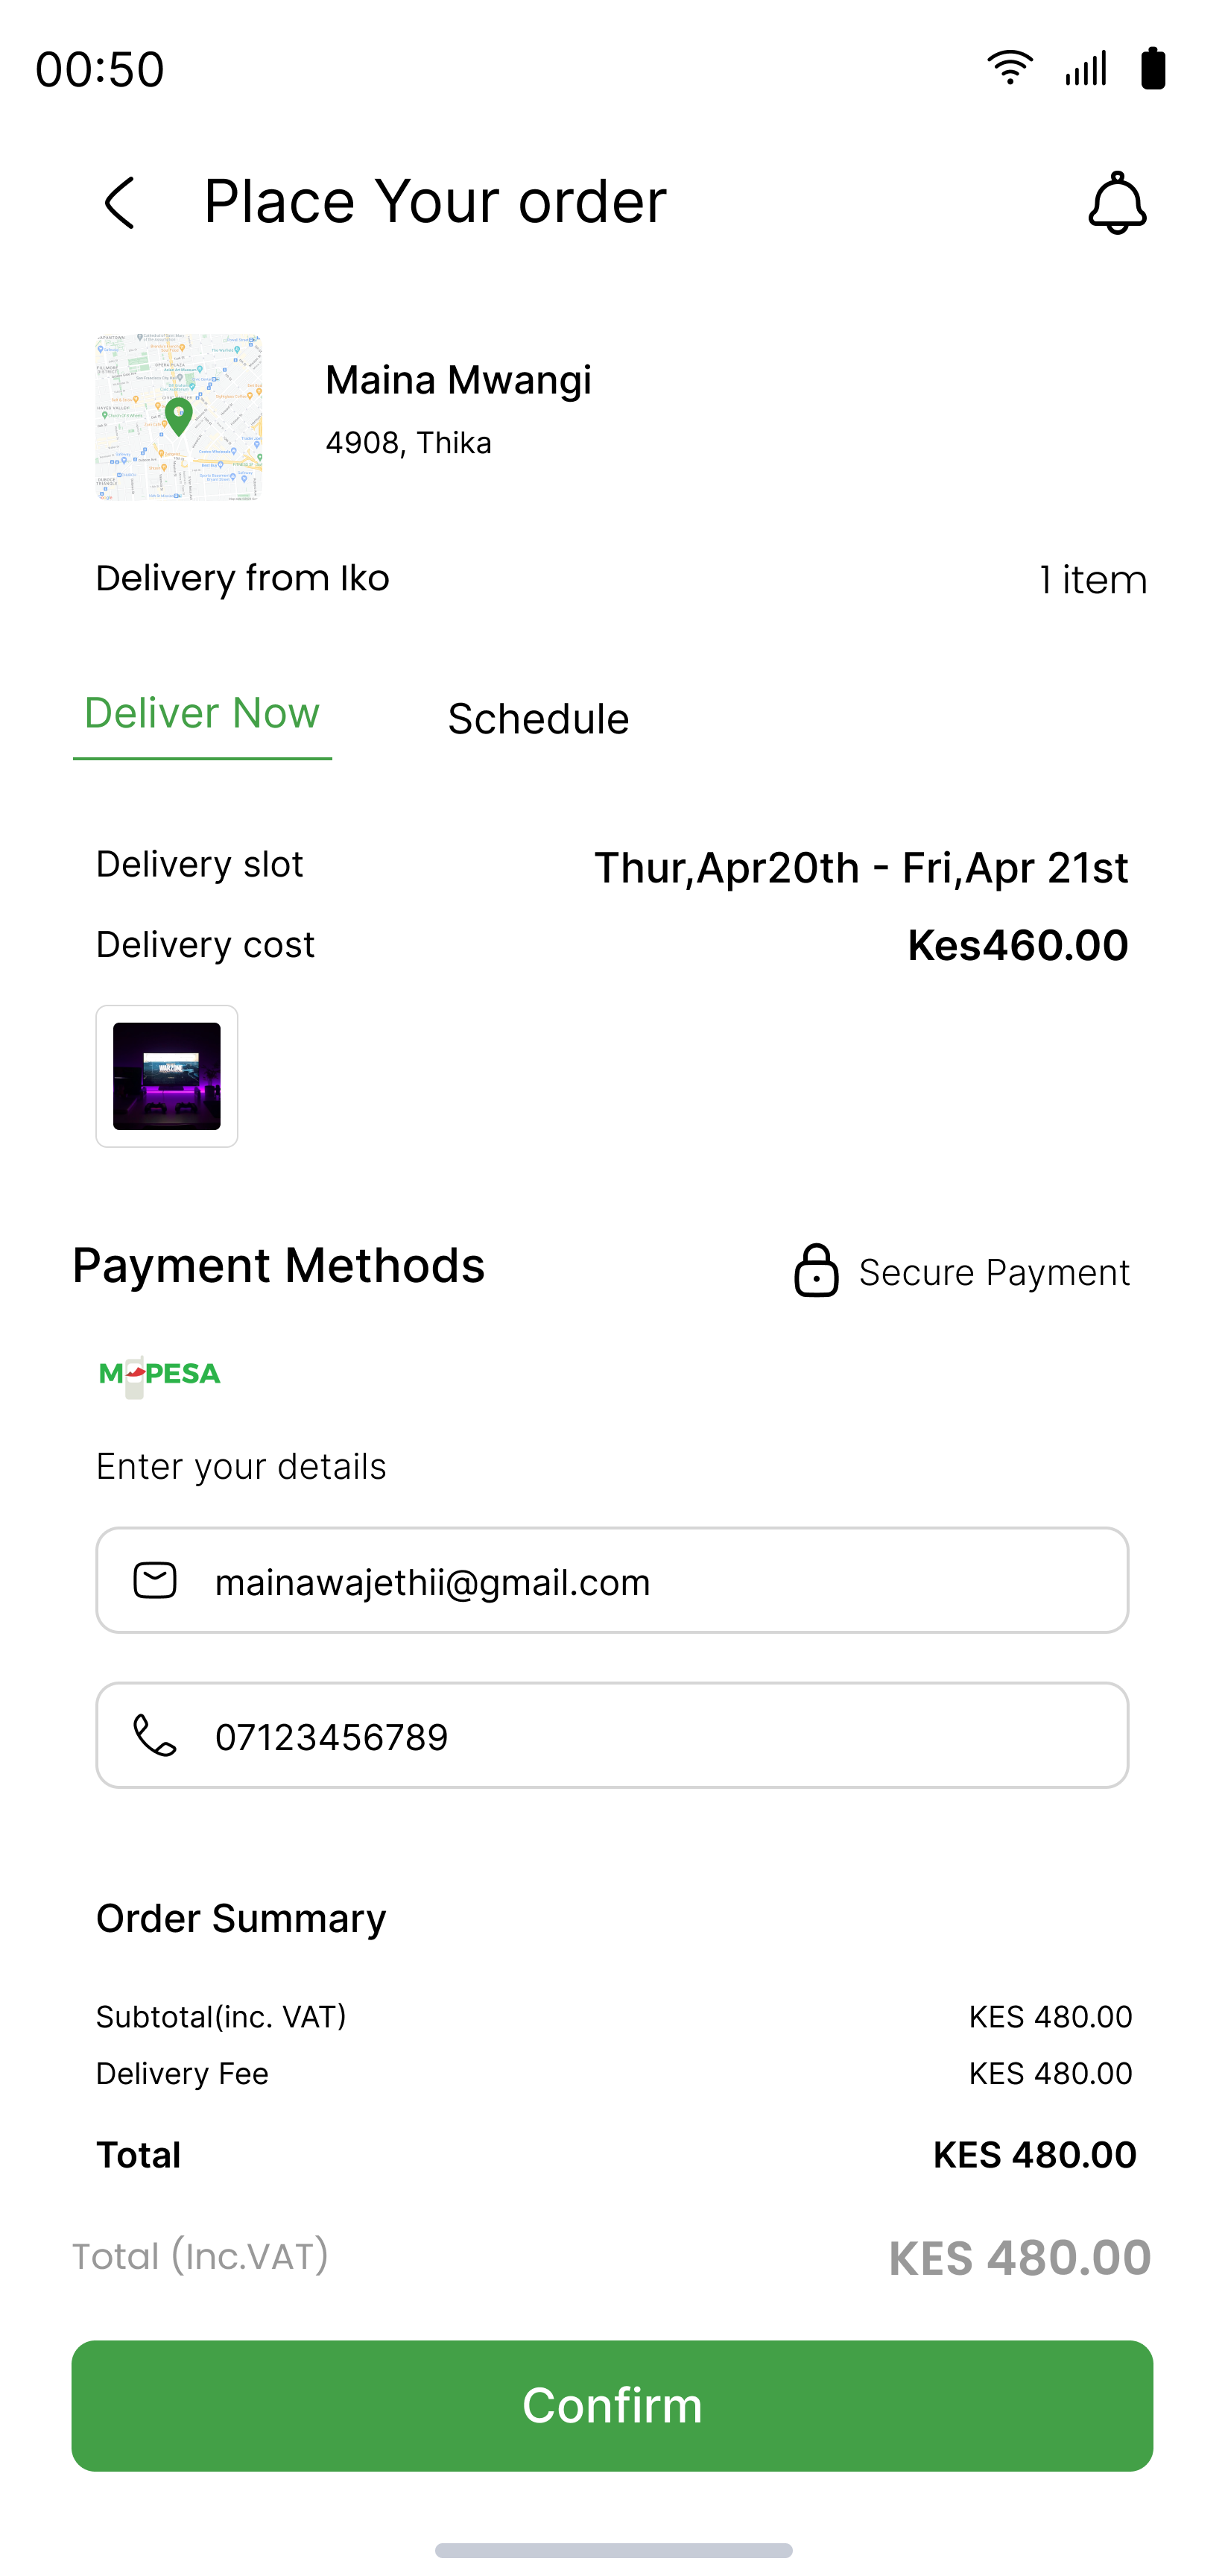 00:50
Place Your order
Maina Mwangi
4908, Thika
Delivery from Iko
1 item
Deliver Now
Schedule
Delivery slot
Thur,Apr20th - Fri,Apr 21st
Delivery cost
Kes460.00
WARZONE
Payment Methods
Secure Payment
M PESA
Enter your details
mainawajethii@gmail.com
07123456789
Order Summary
Subtotal(inc. VAT)
KES 480.00
Delivery Fee
KES 480.00
Total
KES 480.00
Total (Inc.VAT)
KES 480.00
Confirm